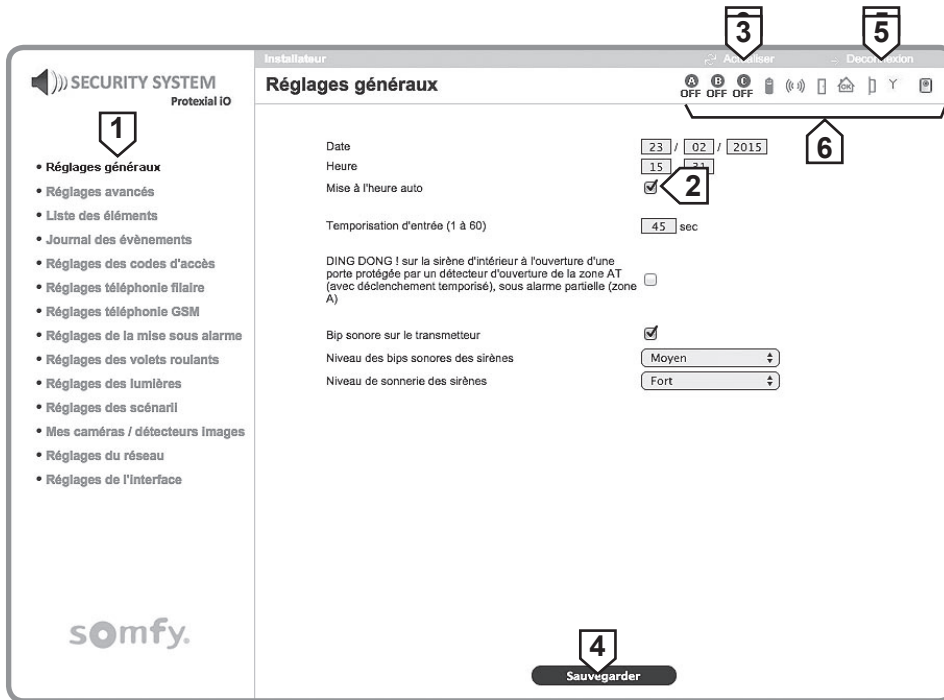 3
5
Installateur
Actualiser
Deconnexion
SECURITY SYSTEM
Protexial iO
Réglages généraux
A B C
OFF OFF OFF
OK
1
6
• Réglages généraux
• Réglages avancés
• Liste des éléments
• Journal des évènements
• Réglages des codes d'accès
• Réglages téléphonie filaire
• Réglages téléphonie GSM
• Réglages de la mise sous alarme
• Réglages des volets roulants
• Réglages des lumières
• Réglages des scénarii
• Mes caméras / détecteurs images
• Réglages du réseau
• Réglages de l'interface
Date 23 / 02 / 2015
Heure 15 31
Mise à l'heure auto
2
Temporisation d'entrée (1 à 60) 45 sec
DING DONG ! sur la sirène d'intérieur à l'ouverture d'une
porte protégée par un détecteur d'ouverture de la zone AT
(avec déclenchement temporisé), sous alarme partielle (zone
A)
Bip sonore sur le transmetteur
Niveau des bips sonores des sirènes Moyen
Niveau de sonnerie des sirènes Fort
somfy.
4
Sauvegarder